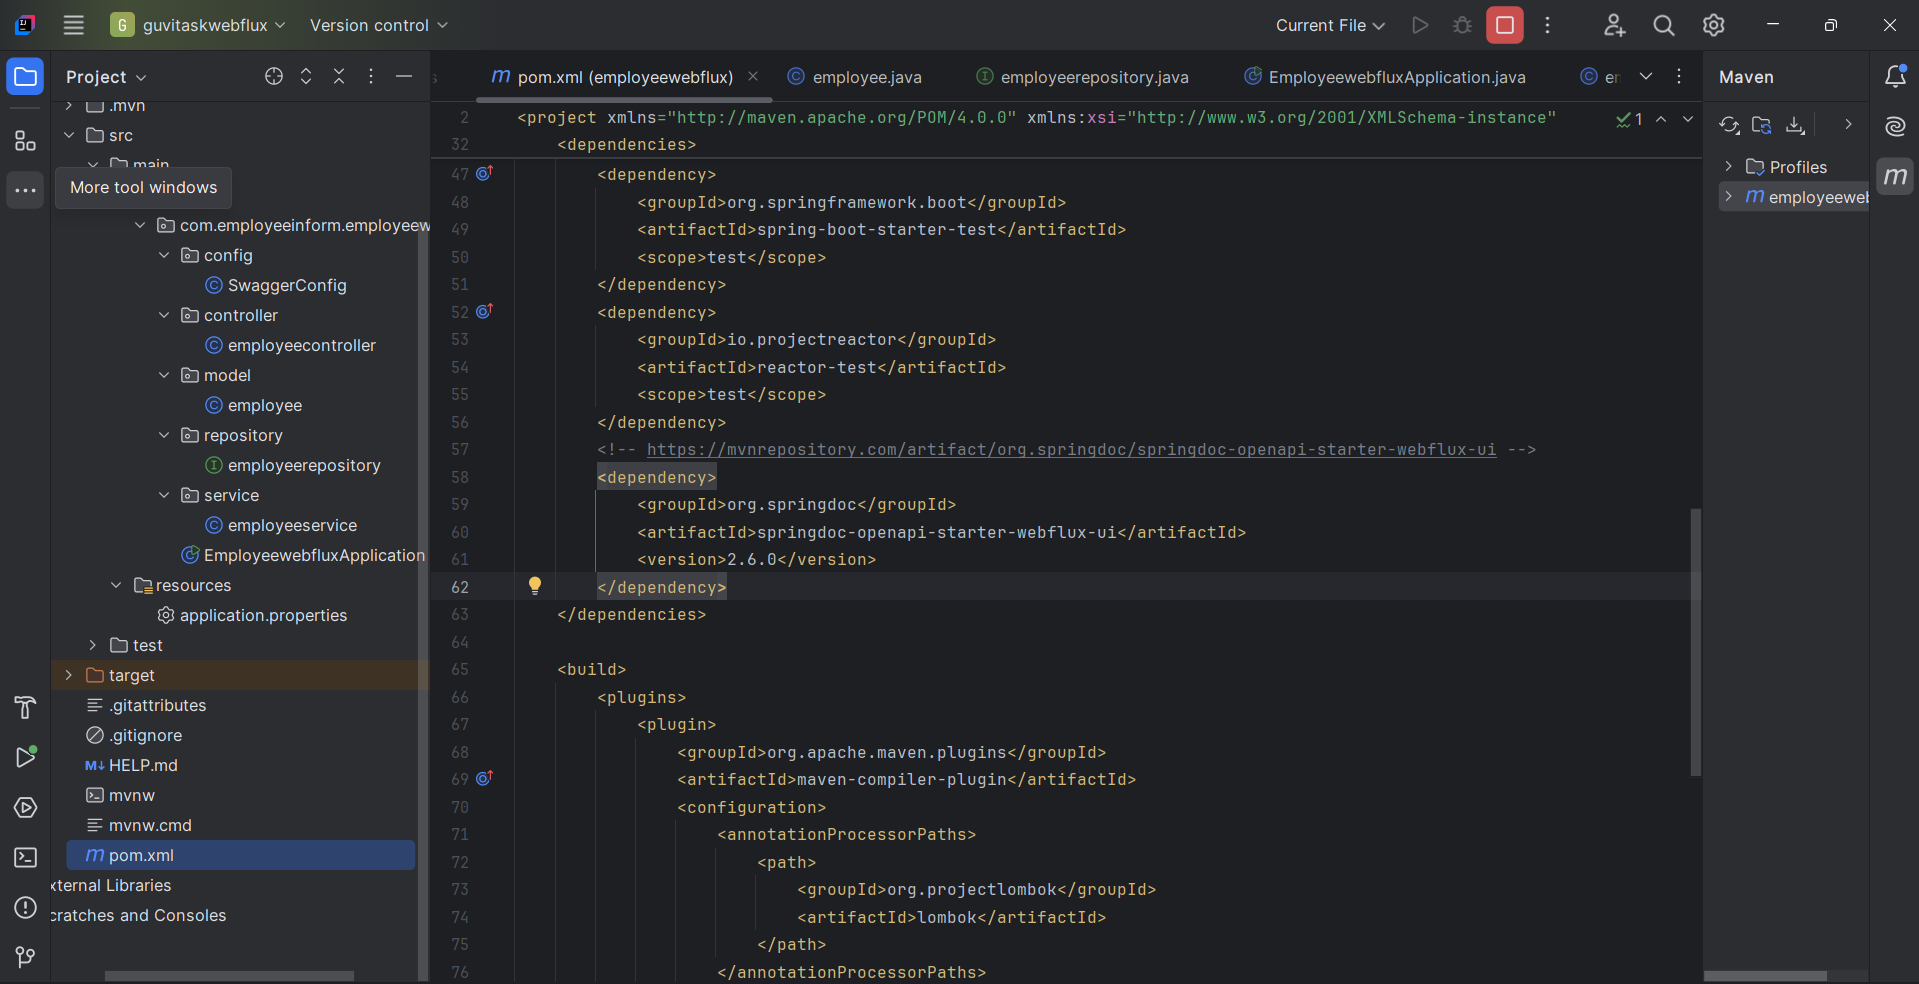 G guvitaskwebflux Version control Current File
Project
pom.xml (employeewebflux) employee.java employeerepository.java EmployeewebfluxApplication.java
Maven
.mvn
src
main
More tool windows
com.employeeinform.employeew
config
SwaggerConfig
controller
employeecontroller
model
employee
repository
employeerepository
service
employeeservice
EmployeewebfluxApplication
resources
application.properties
test
target
.gitattributes
.gitignore
HELP.md
mvnw
mvnw.cmd
pom.xml
xternal Libraries
cratches and Consoles
2 <project xmlns="http://maven.apache.org/POM/4.0.0" xmlns:xsi="http://www.w3.org/2001/XMLSchema-instance" 1
32 <dependencies>
47 <dependency>
48 <groupId>org.springframework.boot</groupId>
49 <artifactId>spring-boot-starter-test</artifactId>
50 <scope>test</scope>
51 </dependency>
52 <dependency>
53 <groupId>io.projectreactor</groupId>
54 <artifactId>reactor-test</artifactId>
55 <scope>test</scope>
56 </dependency>
57 <!-- https://mvnrepository.com/artifact/org.springdoc/springdoc-openapi-starter-webflux-ui -->
58 <dependency>
59 <groupId>org.springdoc</groupId>
60 <artifactId>springdoc-openapi-starter-webflux-ui</artifactId>
61 <version>2.6.0</version>
62 </dependency>
63 </dependencies>
64
65 <build>
66 <plugins>
67 <plugin>
68 <groupId>org.apache.maven.plugins</groupId>
69 <artifactId>maven-compiler-plugin</artifactId>
70 <configuration>
71 <annotationProcessorPaths>
72 <path>
73 <groupId>org.projectlombok</groupId>
74 <artifactId>lombok</artifactId>
75 </path>
76 </annotationProcessorPaths>
Profiles
employeeweb